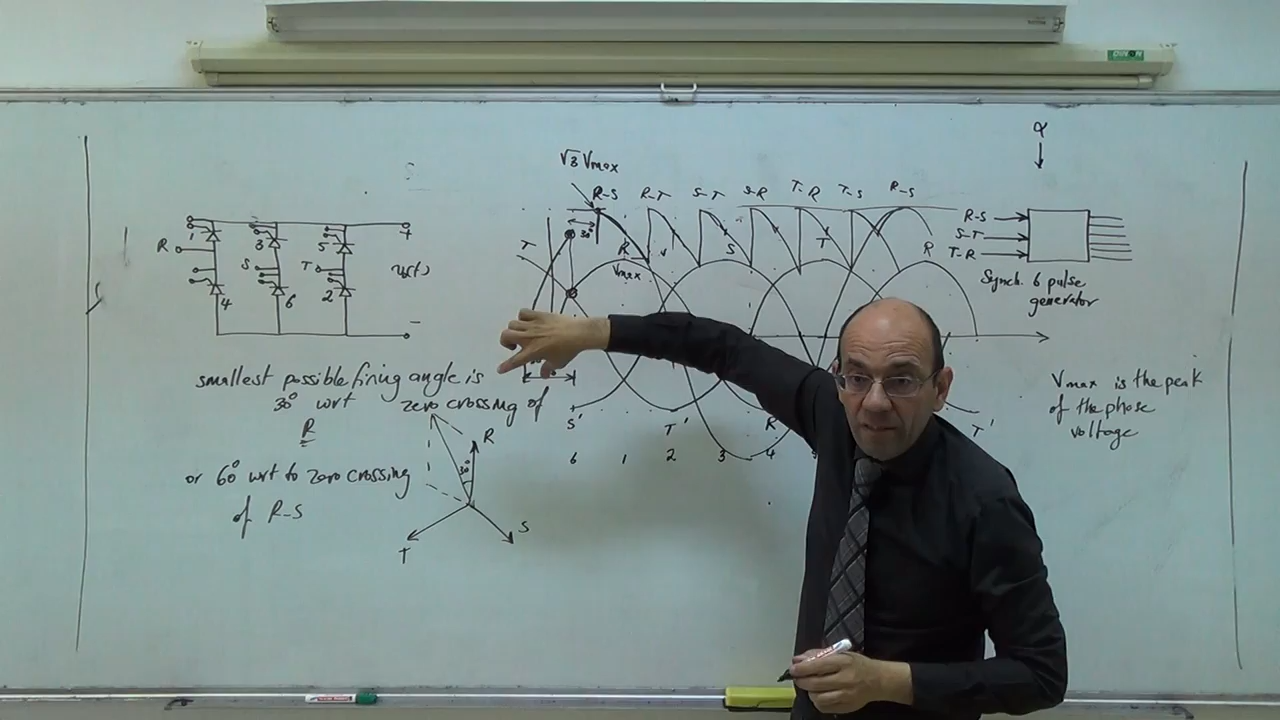 α
√3 Vmax
R-S R-T S-T S-R T-R T-S R-S
30°
T R S T R
Vmax
R-S
S-T
T-R
Synch. 6 pulse
generator
1 3 5 +
R S T
4 6 2
-
smallest possible firing angle is
30° wrt zero crossing of
R
or 60° wrt to zero crossing
of R-S
R
30°
S
T
S' T' R T'
6 1 2 3 4
Vmax is the peak
of the phase
voltage